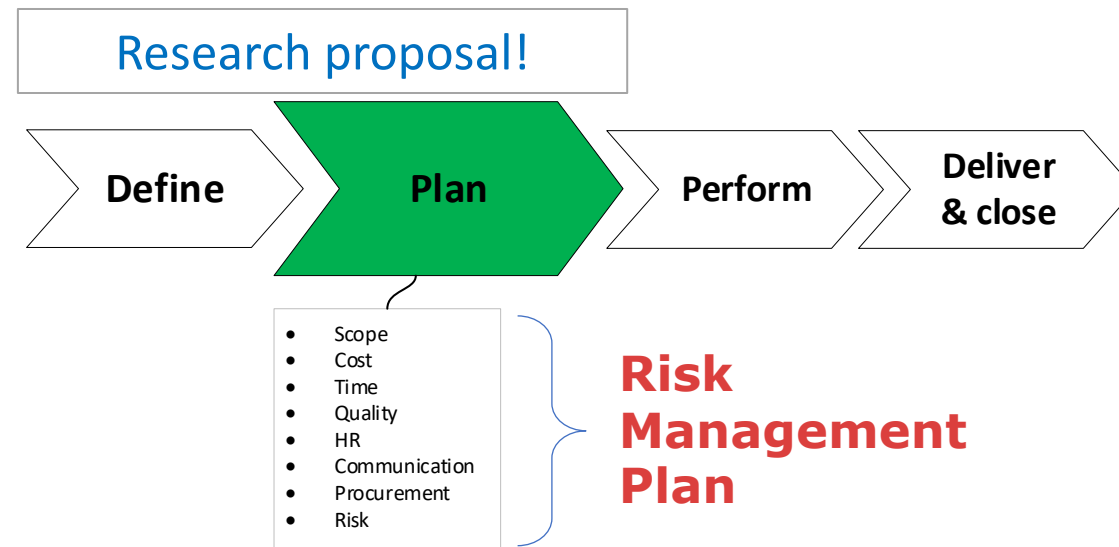 Research proposal!
Define
Plan
Perform
Deliver
& close
• Scope
• Cost
• Time
• Quality
• HR
• Communication
• Procurement
• Risk
Risk
Management
Plan